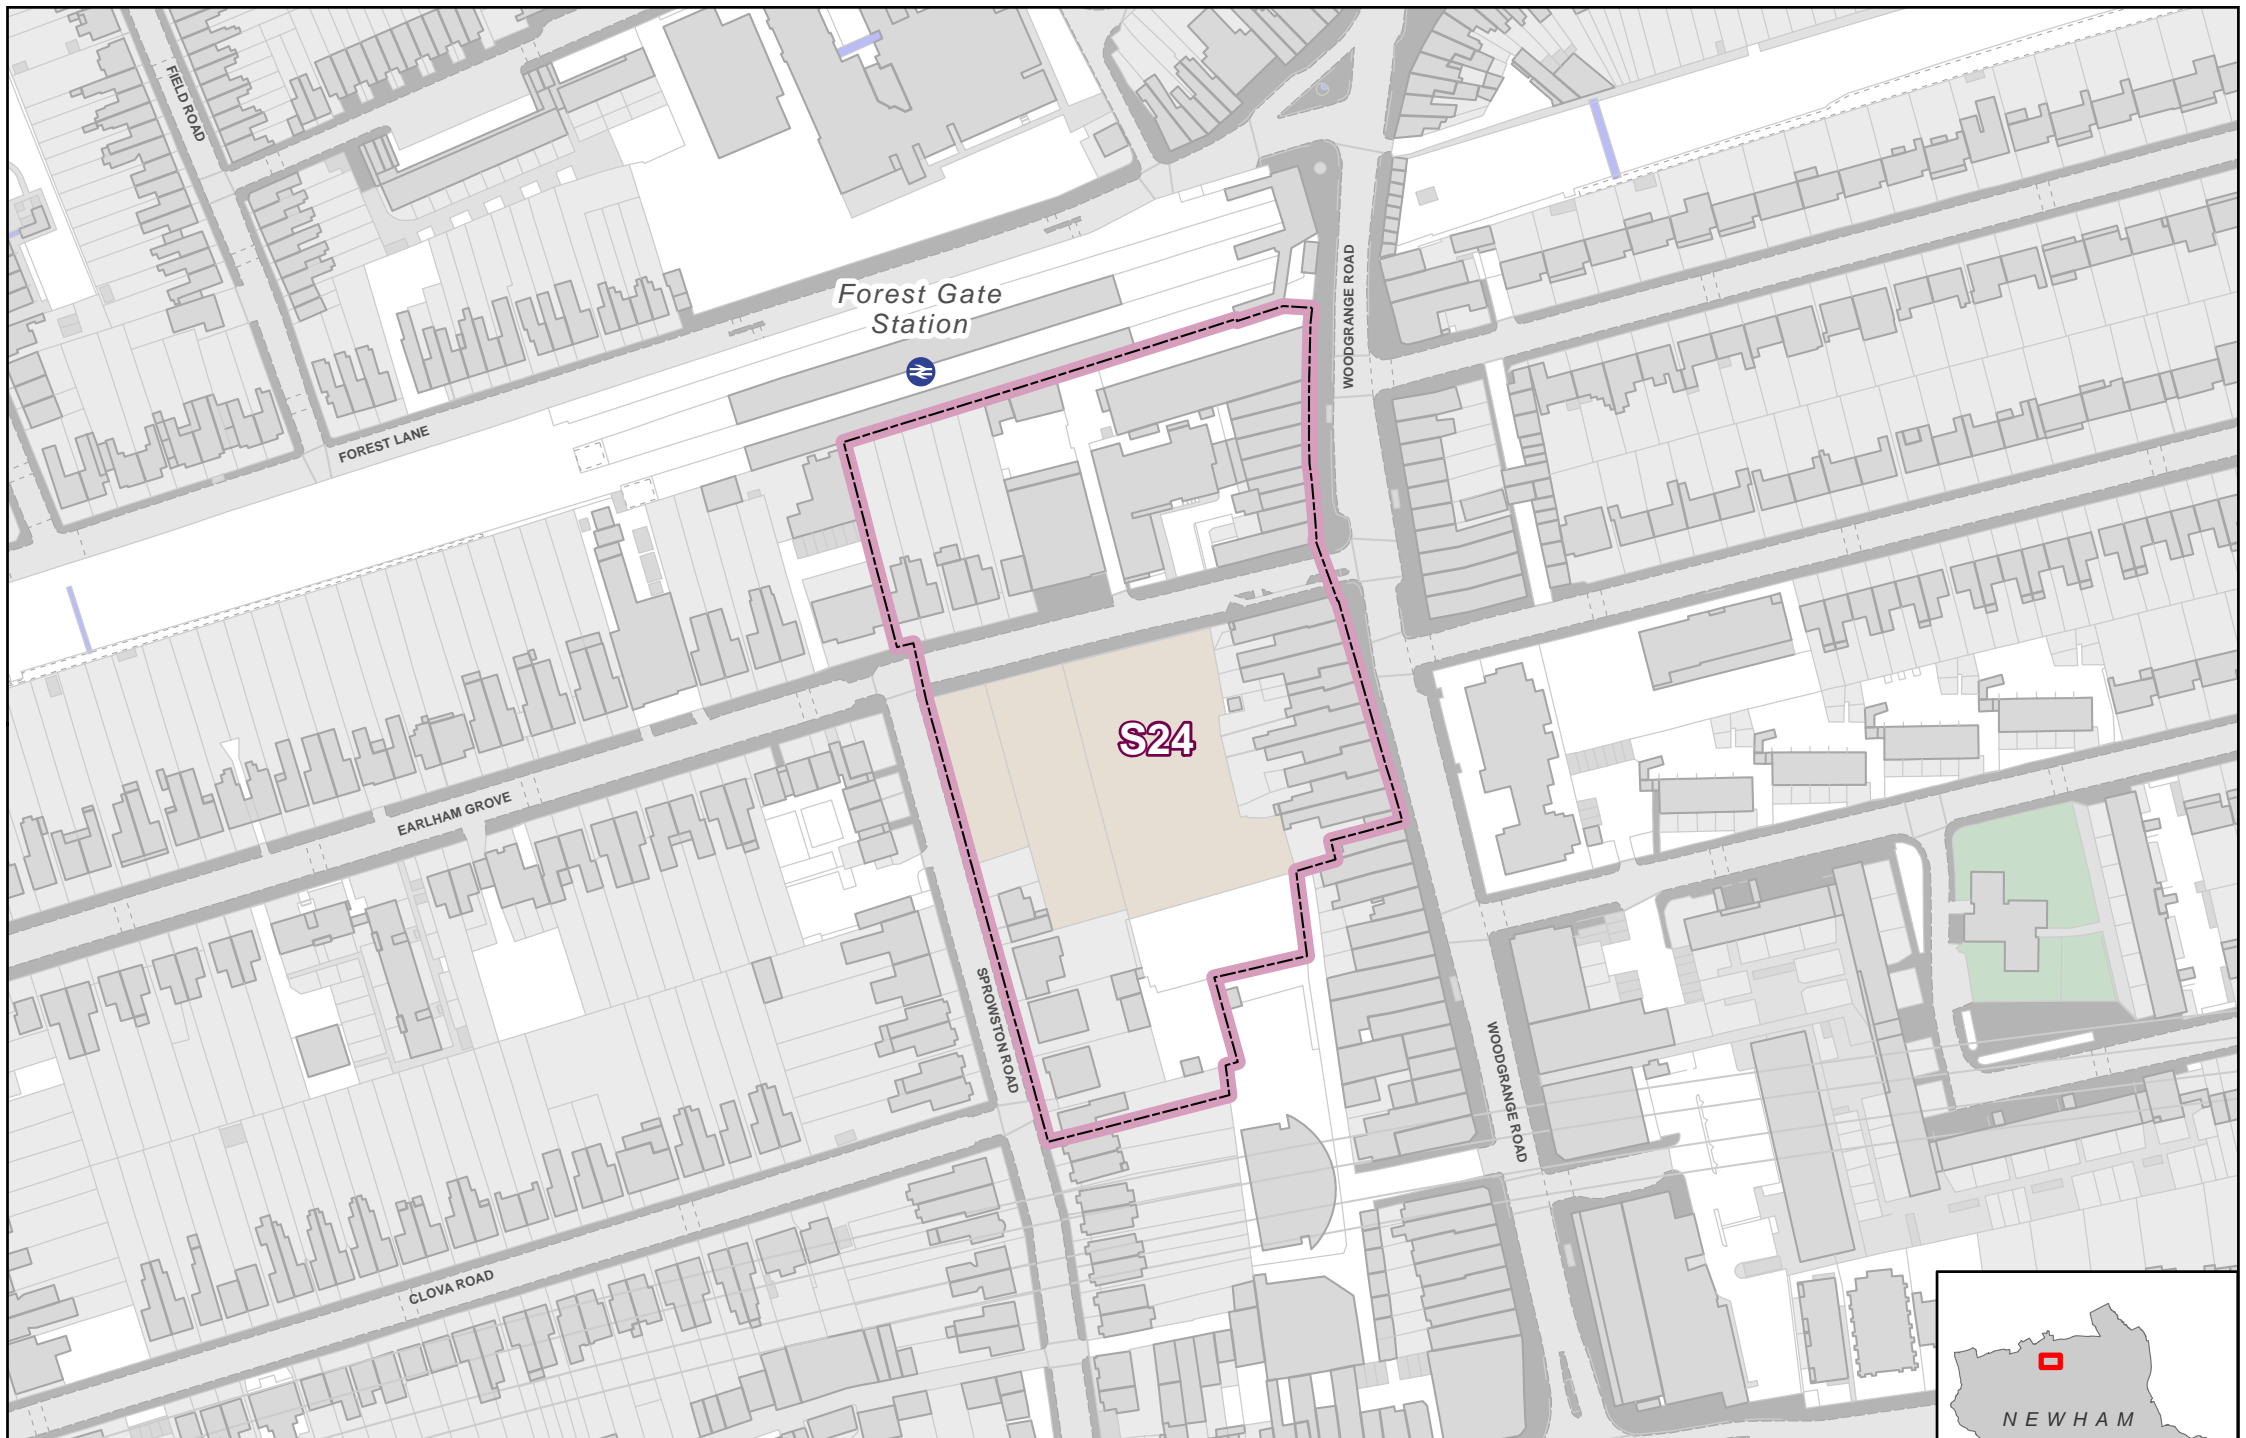 FIELD ROAD
Forest Gate
Station
WOODGRANGE ROAD
FOREST LANE
S24
EARLHAM GROVE
SPROWSTON ROAD
WOODGRANGE ROAD
CLOVA ROAD
NEWHAM